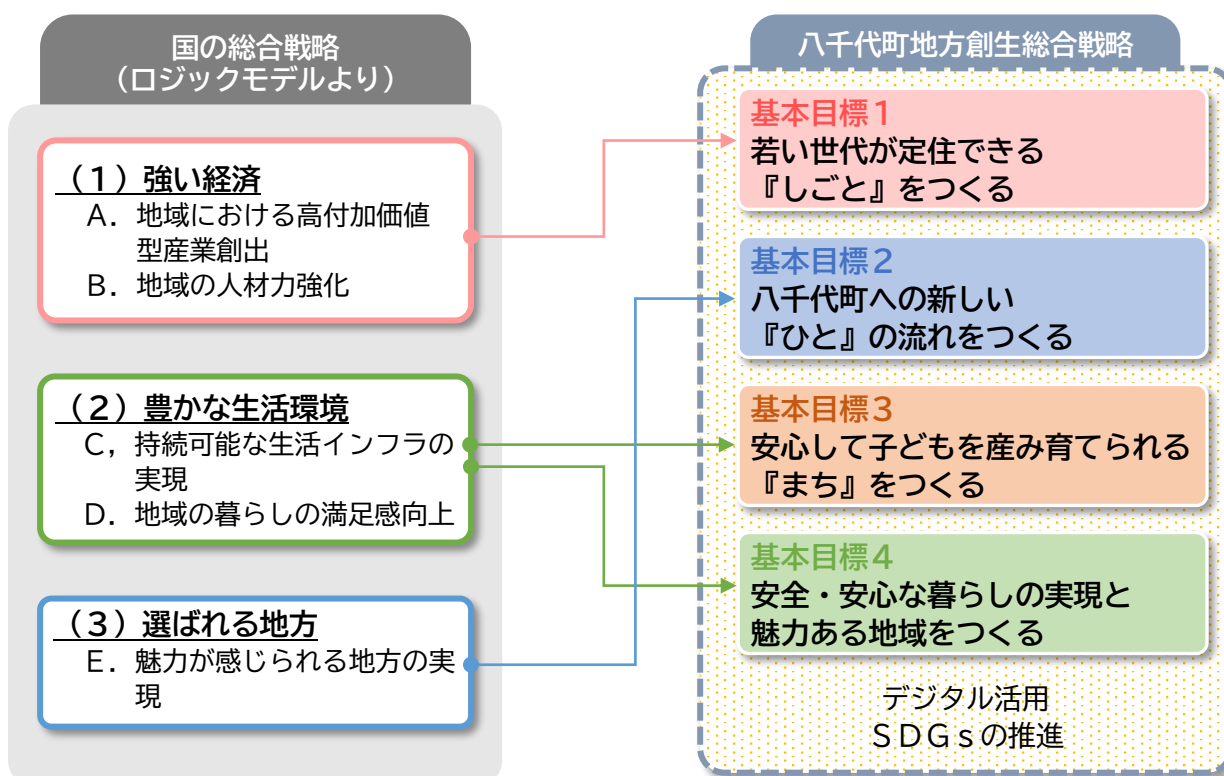 国の総合戦略
(ロジックモデルより)
(1)強い経済
A.地域における高付加価値
型産業創出
B.地域の人材力強化
(2)豊かな生活環境
C,持続可能な生活インフラの
実現
D.地域の暮らしの満足感向上
(3)選ばれる地方
E.魅力が感じられる地方の実
現
八千代町地方創生総合戦略
基本目標1
若い世代が定住できる
『しごと』をつくる
基本目標2
八千代町への新しい
『ひと』の流れをつくる
基本目標3
安心して子どもを産み育てられる
『まち』をつくる
基本目標4
安全・安心な暮らしの実現と
魅力ある地域をつくる
デジタル活用
SDGsの推進